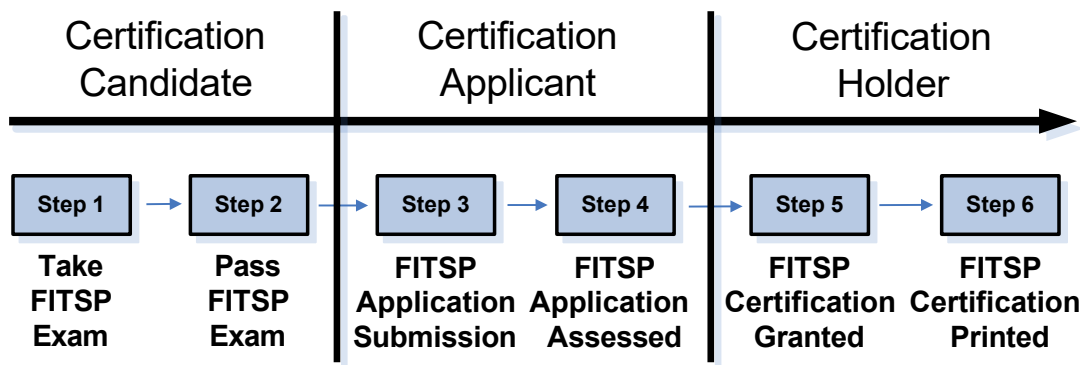 Certification
Candidate
Certification
Applicant
Certification
Holder
Step 1
Step 2
Step 3
Step 4
Step 5
Step 6
Take
FITSP
Exam
Pass
FITSP
Exam
FITSP
Application
Submission
FITSP
Application
Assessed
FITSP
Certification
Granted
FITSP
Certification
Printed